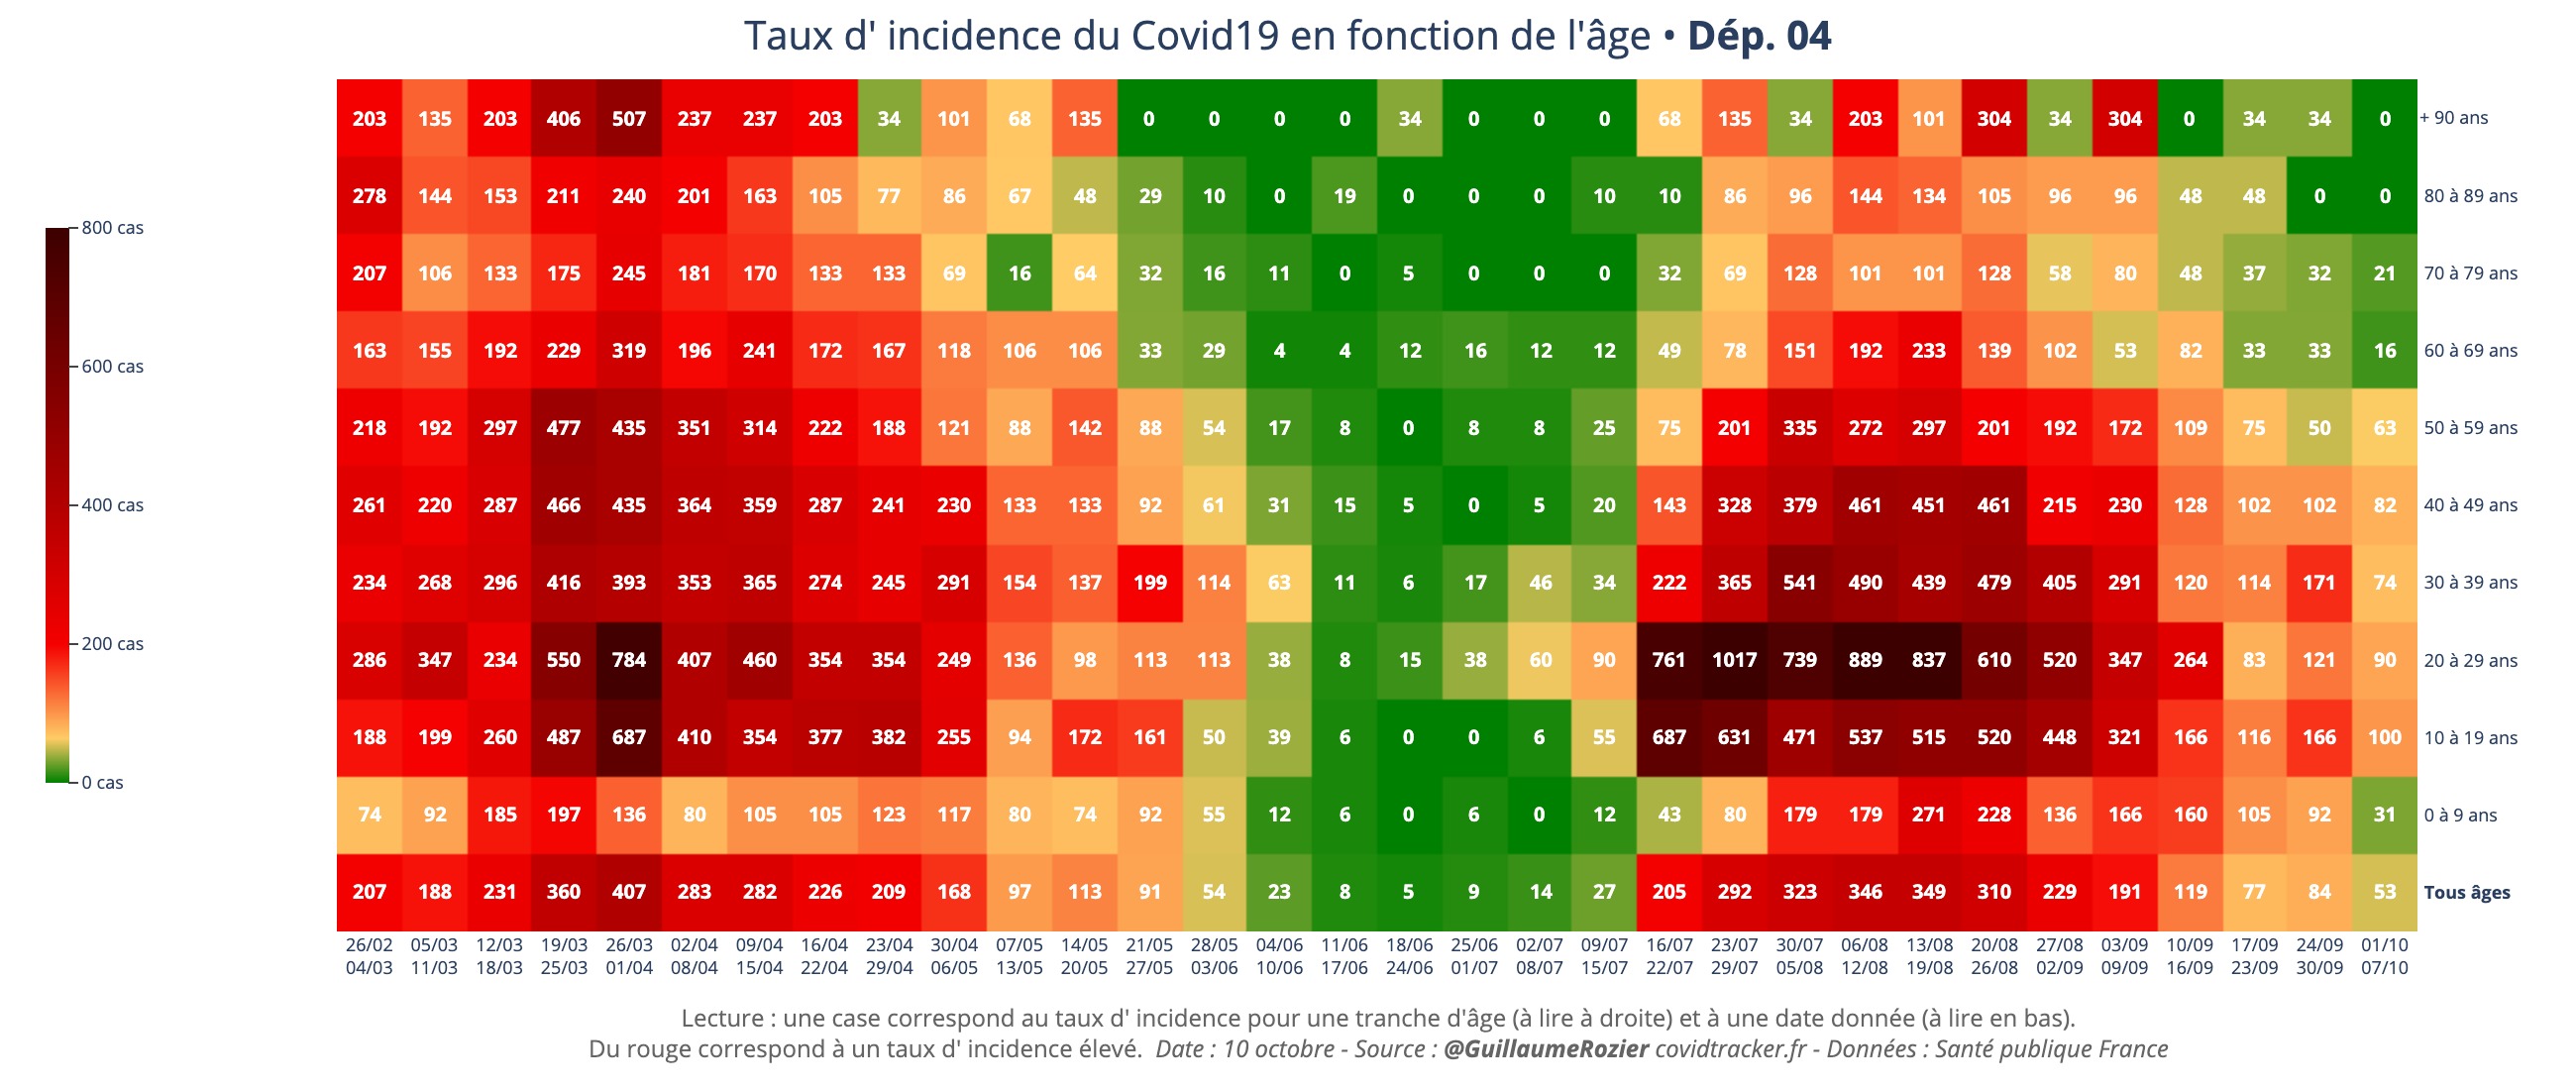 Taux d' incidence du Covid19 en fonction de l'âge • Dép. 04
800 cas
600 cas
400 cas
200 cas
0 cas
203 135 203 406 507 237 237 203 34 101 68 135 0 0 0 0 34 0 0 0 68 135 34 203 101 304 34 304 0 34 34 0 + 90 ans
278 144 153 211 240 201 163 105 77 86 67 48 29 10 0 19 0 0 0 10 10 86 96 144 134 105 96 96 48 48 0 0 80 à 89 ans
207 106 133 175 245 181 170 133 133 69 16 64 32 16 11 0 5 0 0 0 32 69 128 101 101 128 58 80 48 37 32 21 70 à 79 ans
163 155 192 229 319 196 241 172 167 118 106 106 33 29 4 4 12 16 12 12 49 78 151 192 233 139 102 53 82 33 33 16 60 à 69 ans
218 192 297 477 435 351 314 222 188 121 88 142 88 54 17 8 0 8 8 25 75 201 335 272 297 201 192 172 109 75 50 63 50 à 59 ans
261 220 287 466 435 364 359 287 241 230 133 133 92 61 31 15 5 0 5 20 143 328 379 461 451 461 215 230 128 102 102 82 40 à 49 ans
234 268 296 416 393 353 365 274 245 291 154 137 199 114 63 11 6 17 46 34 222 365 541 490 439 479 405 291 120 114 171 74 30 à 39 ans
286 347 234 550 784 407 460 354 354 249 136 98 113 113 38 8 15 38 60 90 761 1017 739 889 837 610 520 347 264 83 121 90 20 à 29 ans
188 199 260 487 687 410 354 377 382 255 94 172 161 50 39 6 0 0 6 55 687 631 471 537 515 520 448 321 166 116 166 100 10 à 19 ans
74 92 185 197 136 80 105 105 123 117 80 74 92 55 12 6 0 6 0 12 43 80 179 179 271 228 136 166 160 105 92 31 0 à 9 ans
207 188 231 360 407 283 282 226 209 168 97 113 91 54 23 8 5 9 14 27 205 292 323 346 349 310 229 191 119 77 84 53 Tous âges
26/02 05/03 12/03 19/03 26/03 02/04 09/04 16/04 23/04 30/04 07/05 14/05 21/05 28/05 04/06 11/06 18/06 25/06 02/07 09/07 16/07 23/07 30/07 06/08 13/08 20/08 27/08 03/09 10/09 17/09 24/09 01/10
04/03 11/03 18/03 25/03 01/04 08/04 15/04 22/04 29/04 06/05 13/05 20/05 27/05 03/06 10/06 17/06 24/06 01/07 08/07 15/07 22/07 29/07 05/08 12/08 19/08 26/08 02/09 09/09 16/09 23/09 30/09 07/10
Lecture : une case correspond au taux d' incidence pour une tranche d'âge (à lire à droite) et à une date donnée (à lire en bas).
Du rouge correspond à un taux d' incidence élevé. Date : 10 octobre - Source : @GuillaumeRozier covidtracker.fr - Données : Santé publique France